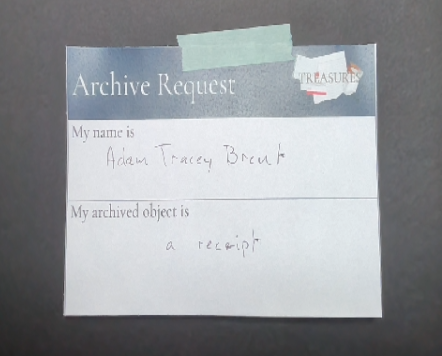 Archive Request
TREASURES
My name is
Adam Tracey Brent
My archived object is
a receipt